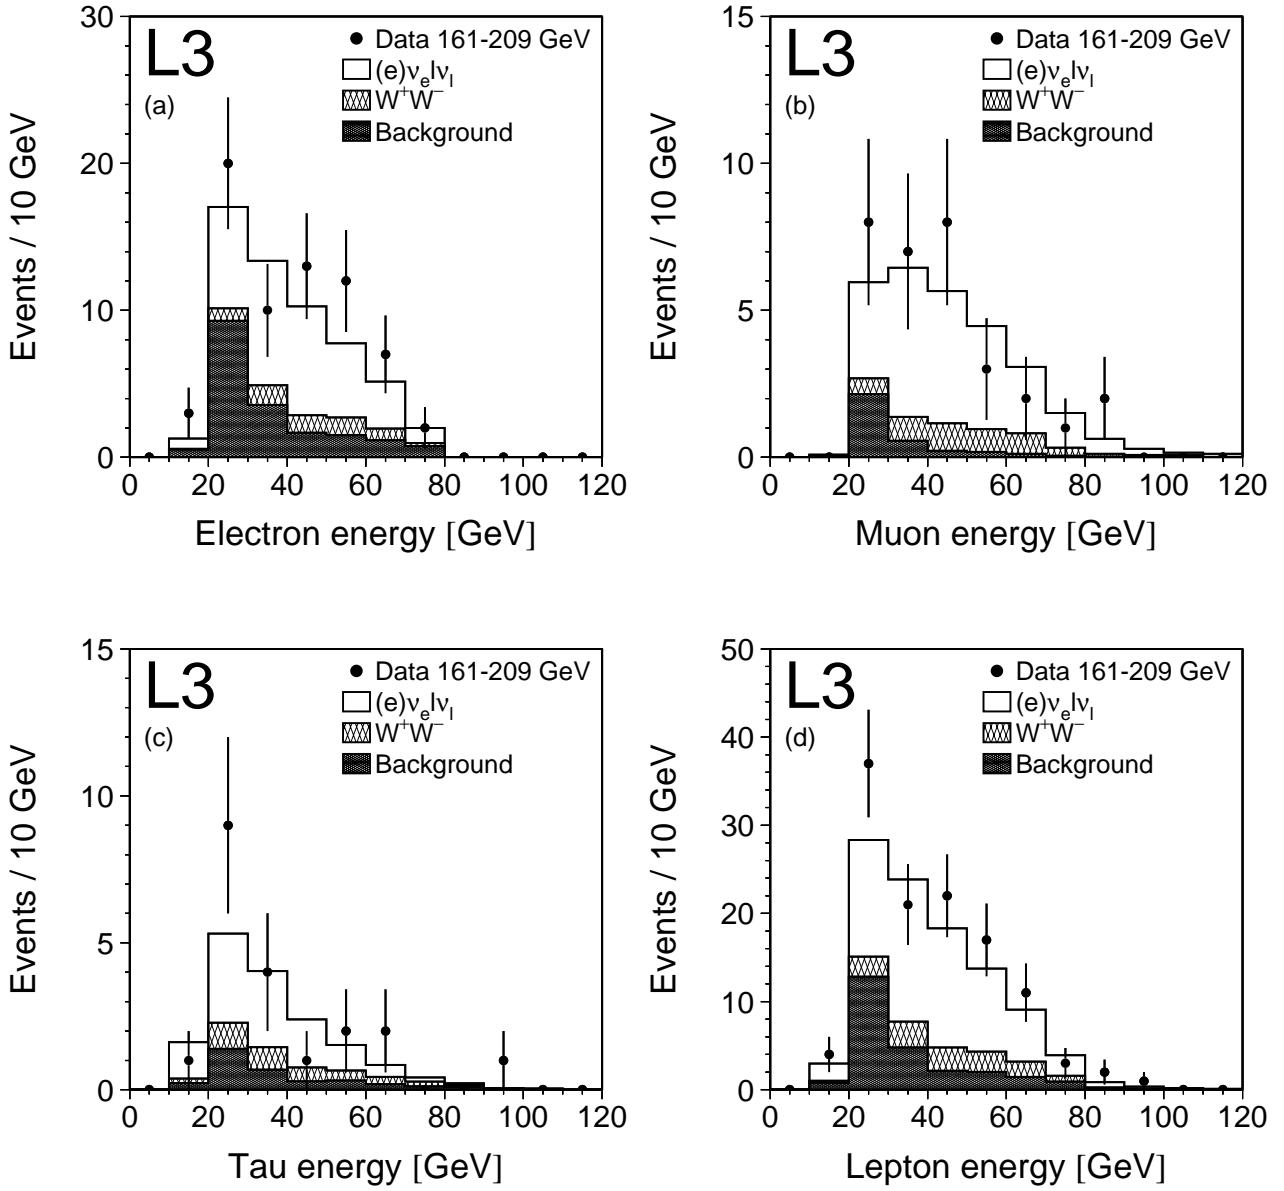 L3
(a)
Data 161-209 GeV
(e)νₑlνₗ
W⁺W⁻
Background
Events / 10 GeV
30
20
10
0
0 20 40 60 80 100 120
Electron energy [GeV]
L3
(b)
Data 161-209 GeV
(e)νₑlνₗ
W⁺W⁻
Background
Events / 10 GeV
15
10
5
0
0 20 40 60 80 100 120
Muon energy [GeV]
L3
(c)
Data 161-209 GeV
(e)νₑlνₗ
W⁺W⁻
Background
Events / 10 GeV
15
10
5
0
0 20 40 60 80 100 120
Tau energy [GeV]
L3
(d)
Data 161-209 GeV
(e)νₑlνₗ
W⁺W⁻
Background
Events / 10 GeV
50
40
30
20
10
0
0 20 40 60 80 100 120
Lepton energy [GeV]